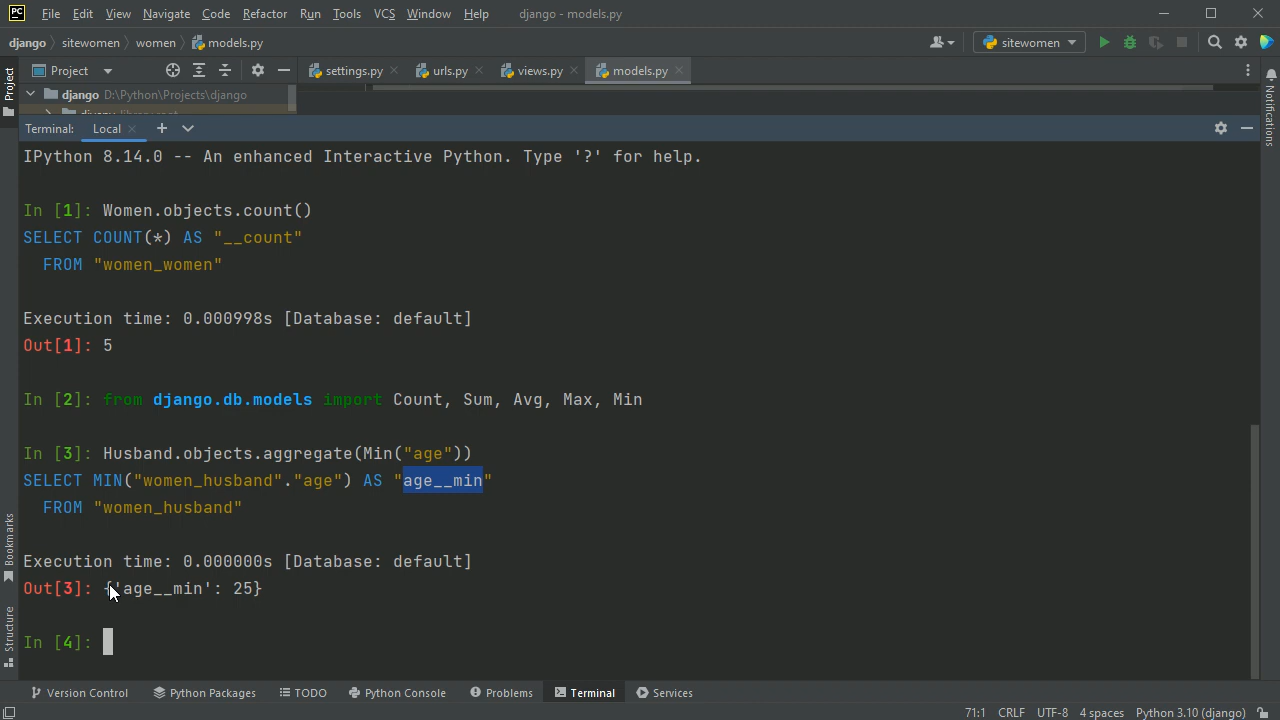 PC File Edit View Navigate Code Refactor Run Tools VCS Window Help django - models.py
django sitewomen women models.py sitewomen
Project settings.py urls.py views.py models.py
django D:\Python\Projects\django
Terminal: Local
IPython 8.14.0 -- An enhanced Interactive Python. Type '?' for help.
In [1]: Women.objects.count()
SELECT COUNT(*) AS "__count"
FROM "women_women"
Execution time: 0.000998s [Database: default]
Out[1]: 5
In [2]: from django.db.models import Count, Sum, Avg, Max, Min
In [3]: Husband.objects.aggregate(Min("age"))
SELECT MIN("women_husband"."age") AS "age__min"
FROM "women_husband"
Execution time: 0.000000s [Database: default]
Out[3]: {'age__min': 25}
In [4]:
Project
Bookmarks
Structure
Notifications
Version Control Python Packages TODO Python Console Problems Terminal Services
71:1 CRLF UTF-8 4 spaces Python 3.10 (django)